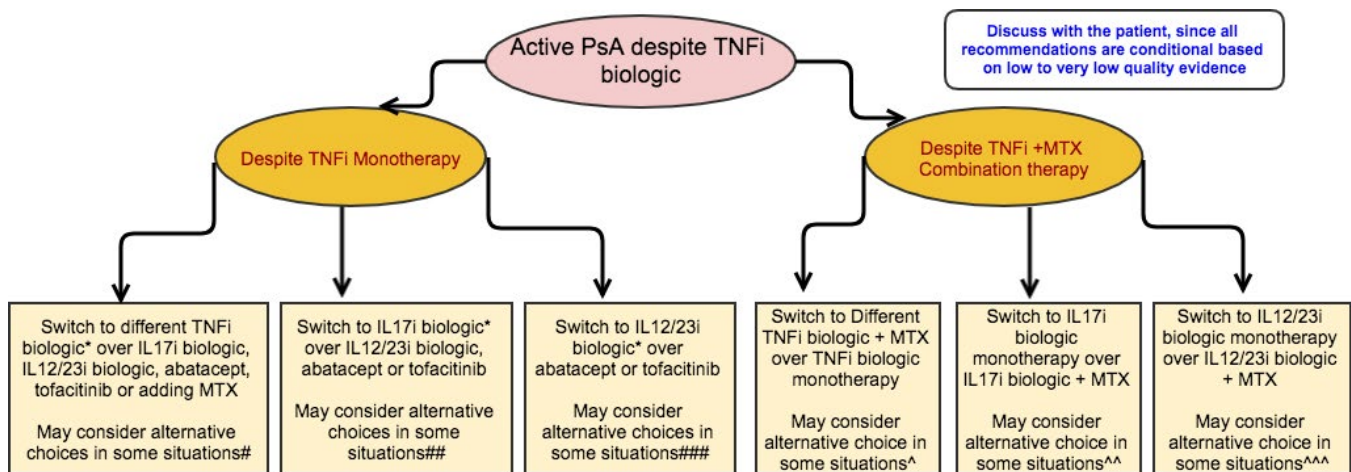 Active PsA despite TNFi
biologic
Discuss with the patient, since all
recommendations are conditional based
on low to very low quality evidence
Despite TNFi Monotherapy
Despite TNFi +MTX
Combination therapy
Switch to different TNFi
biologic* over IL17i biologic,
IL12/23i biologic, abatacept,
tofacitinib or adding MTX
May consider alternative
choices in some situations#
Switch to IL17i biologic*
over IL12/23i biologic,
abatacept or tofacitinib
May consider alternative
choices in some
situations##
Switch to IL12/23i
biologic* over
abatacept or tofacitinib
May consider
alternative choices in
some situations###
Switch to Different
TNFi biologic + MTX
over TNFi biologic
monotherapy
May consider
alternative choice in
some situations^
Switch to IL17i
biologic
monotherapy over
IL17i biologic + MTX
May consider
alternative choice in
some situations^^
Switch to IL12/23i
biologic monotherapy
over IL12/23i biologic
+ MTX
May consider
alternative choice in
some situations^^^